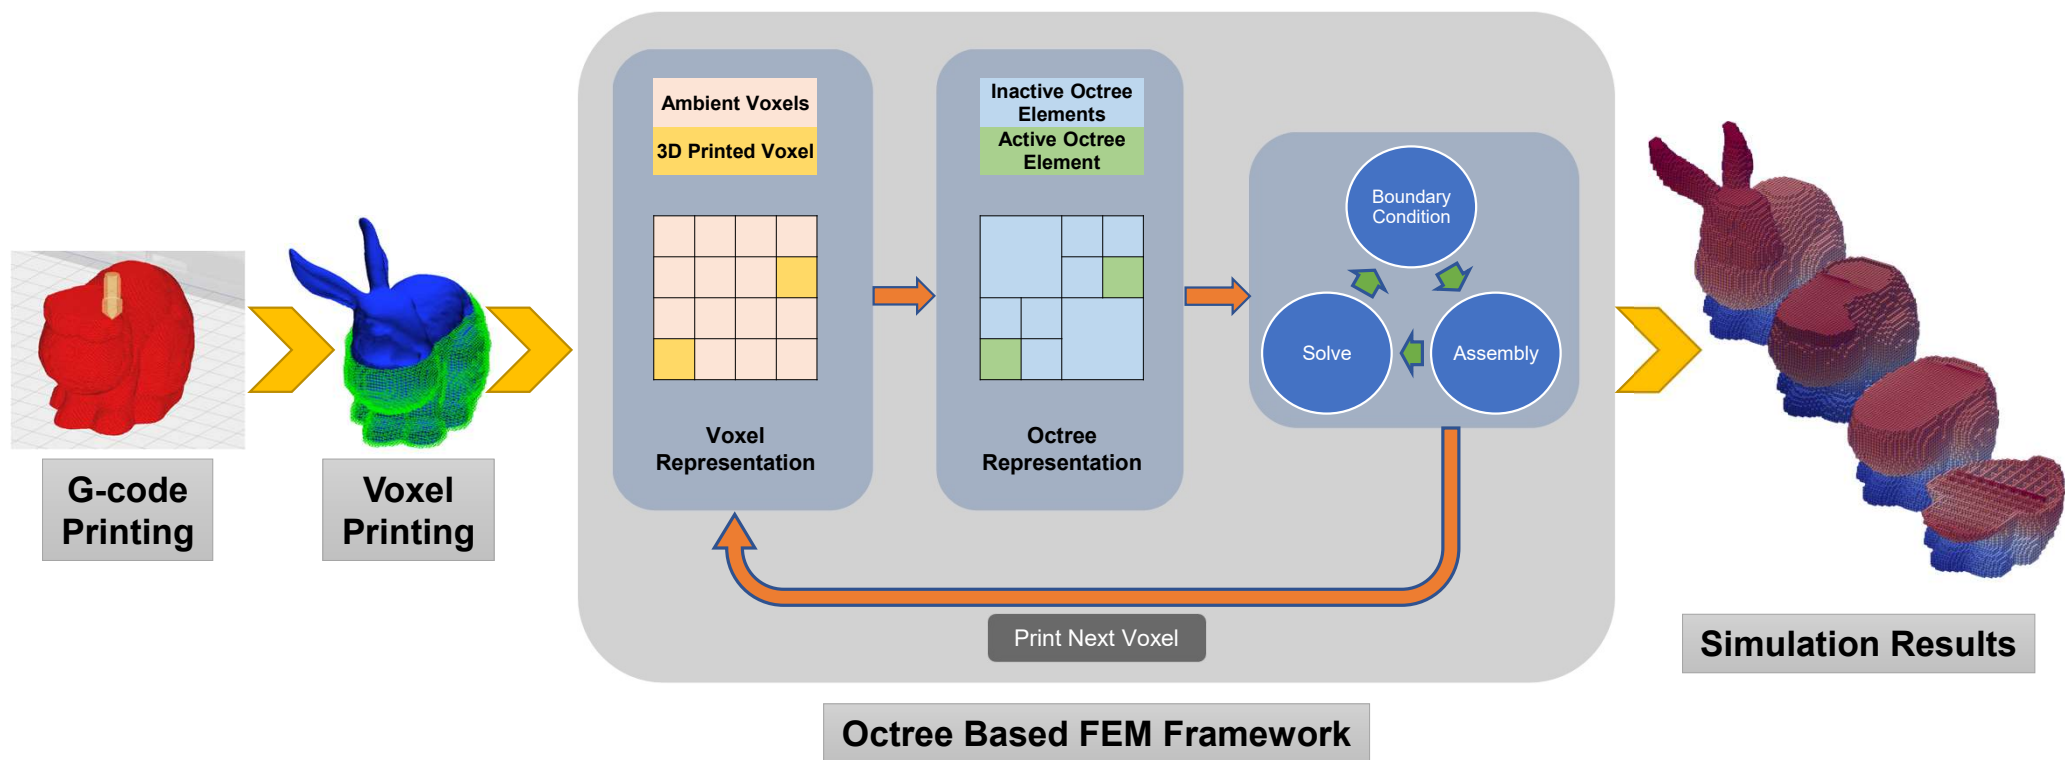 G-code
Printing
Voxel
Printing
Ambient Voxels
3D Printed Voxel
Voxel
Representation
Inactive Octree
Elements
Active Octree
Element
Octree
Representation
Boundary
Condition
Solve
Assembly
Print Next Voxel
Octree Based FEM Framework
Simulation Results